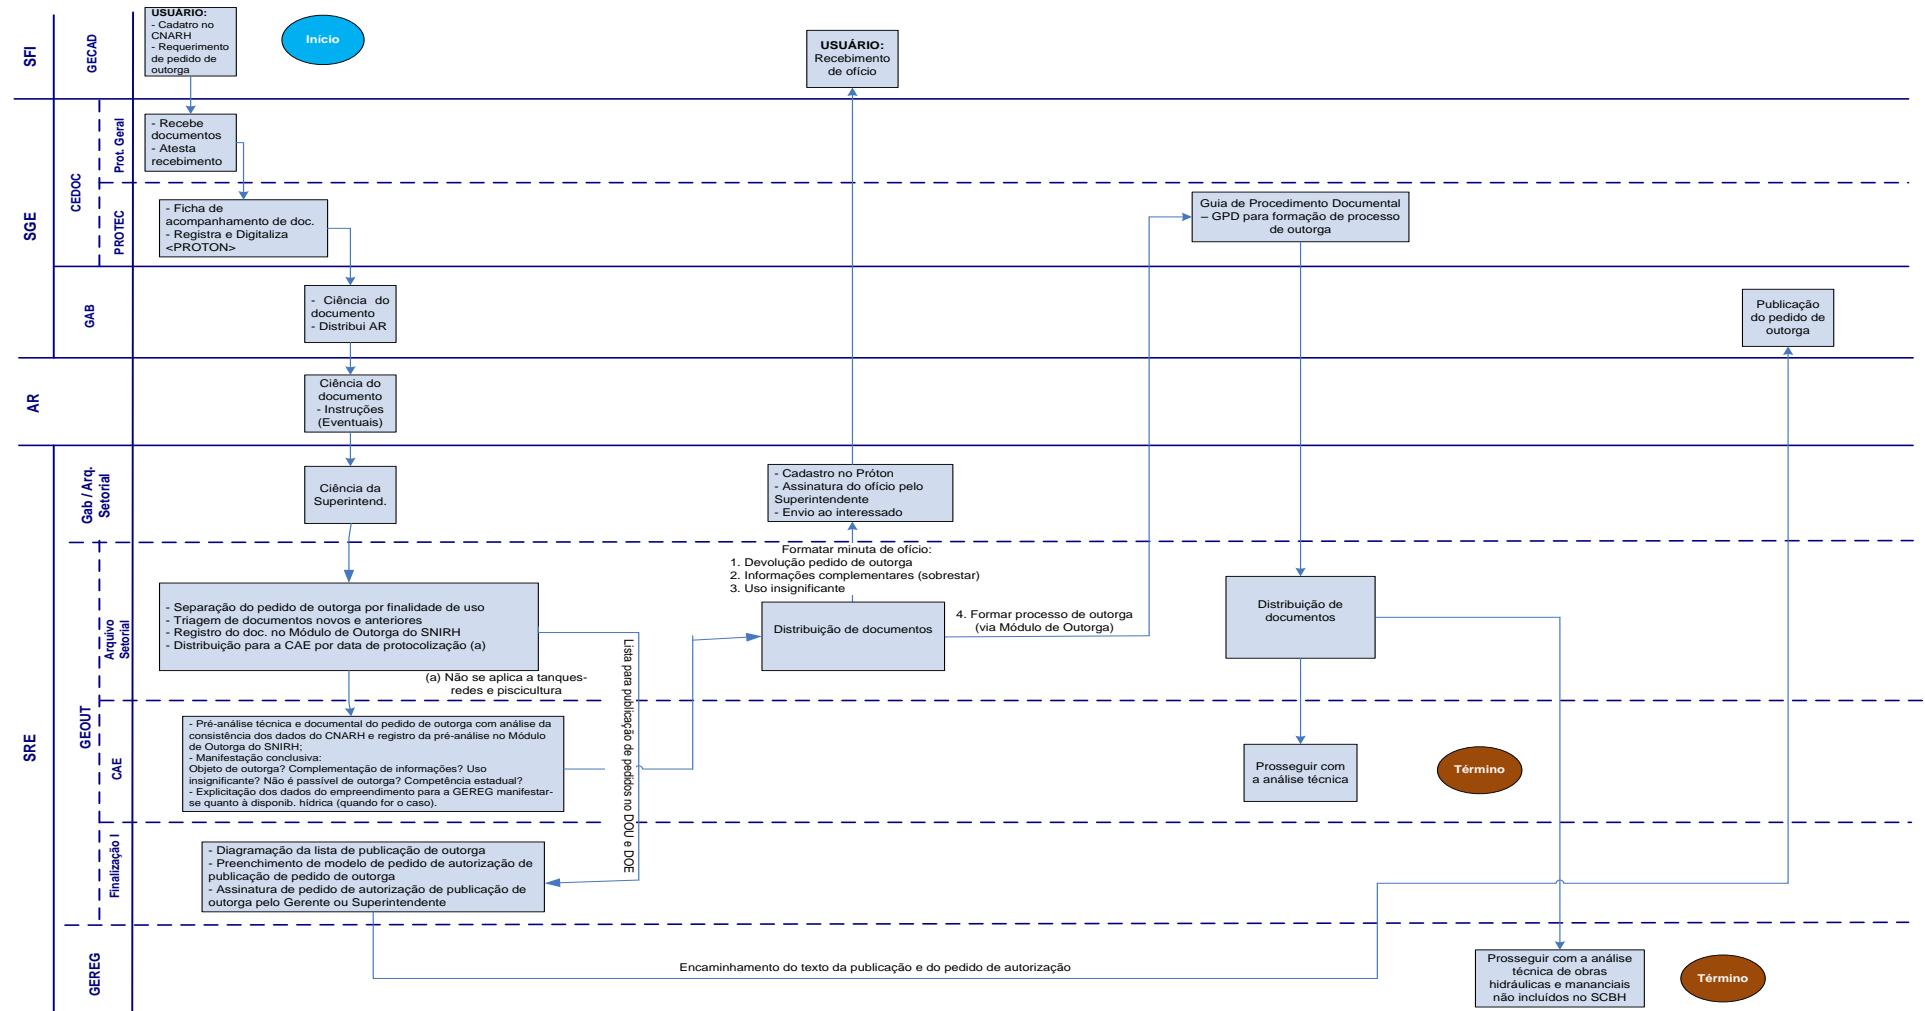 SFI
GECAD
USUÁRIO:
- Cadatro no
CNARH
- Requerimento
de pedido de
outorga
Início
USUÁRIO:
Recebimento
de ofício
SGE
CEDOC
Prot. Geral
- Recebe
documentos
- Atesta
recebimento
PROTEC
- Ficha de
acompanhamento de doc.
- Registra e Digitaliza
<PROTON>
Guia de Procedimento Documental
– GPD para formação de processo
de outorga
GAB
- Ciência do
documento
- Distribui AR
Publicação
do pedido de
outorga
AR
Ciência do
documento
- Instruções
(Eventuais)
SRE
Gab / Arq.
Setorial
Ciência da
Superintend.
- Cadastro no Próton
- Assinatura do ofício pelo
Superintendente
- Envio ao interessado
GEOUT
Arquivo
Setorial
- Separação do pedido de outorga por finalidade de uso
- Triagem de documentos novos e anteriores
- Registro do doc. no Módulo de Outorga do SNIRH
- Distribuição para a CAE por data de protocolização (a)
(a) Não se aplica a tanques-
redes e piscicultura
Lista para publicação de pedidos no DOU e DOE
Formatar minuta de ofício:
1. Devolução pedido de outorga
2. Informações complementares (sobrestar)
3. Uso insignificante
Distribuição de documentos
4. Formar processo de outorga
(via Módulo de Outorga)
Distribuição de
documentos
CAE
- Pré-análise técnica e documental do pedido de outorga com análise da
consistência dos dados do CNARH e registro da pré-análise no Módulo
de Outorga do SNIRH;
- Manifestação conclusiva:
Objeto de outorga? Complementação de informações? Uso
insignificante? Não é passível de outorga? Competência estadual?
- Explicitação dos dados do empreendimento para a GEREG manifestar-
se quanto à disponib. hídrica (quando for o caso).
Prosseguir com
a análise técnica
Término
Finalização I
- Diagramação da lista de publicação de outorga
- Preenchimento de modelo de pedido de autorização de
publicação de pedido de outorga
- Assinatura de pedido de autorização de publicação de
outorga pelo Gerente ou Superintendente
GEREG
Encaminhamento do texto da publicação e do pedido de autorização
Prosseguir com a análise
técnica de obras
hidráulicas e mananciais
não incluídos no SCBH
Término